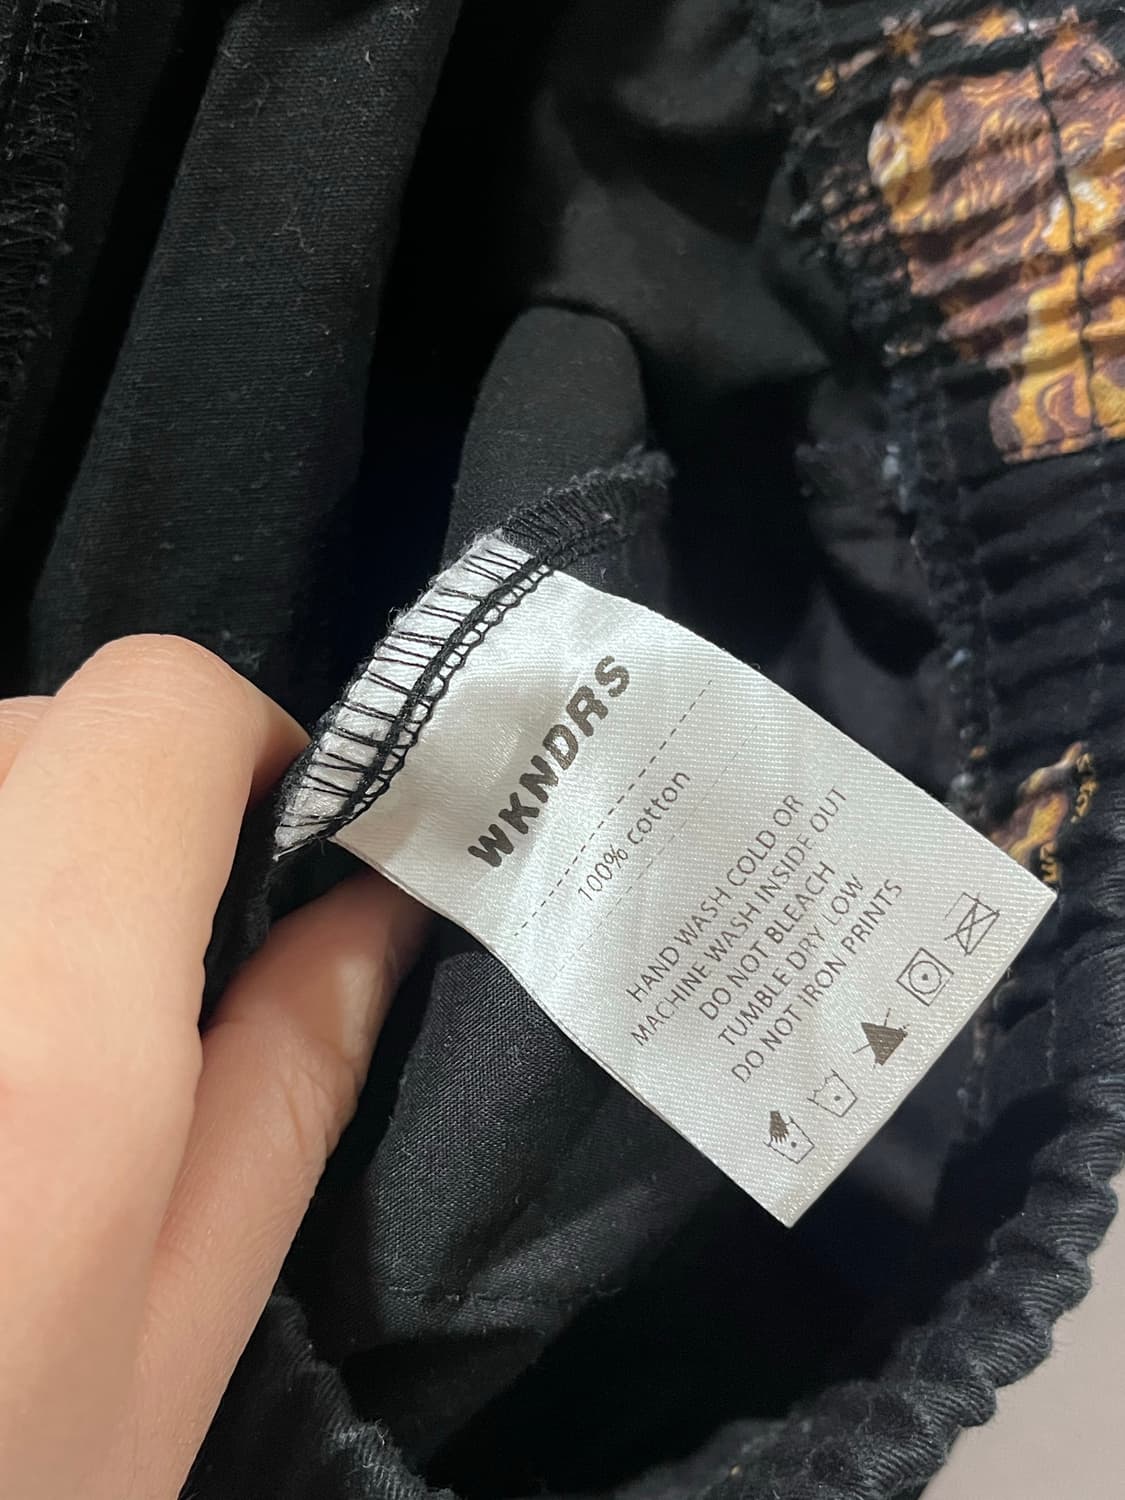 WKNDRS
100% cotton
HAND WASH COLD OR
MACHINE WASH INSIDE OUT
DO NOT BLEACH
TUMBLE DRY LOW
DO NOT IRON PRINTS